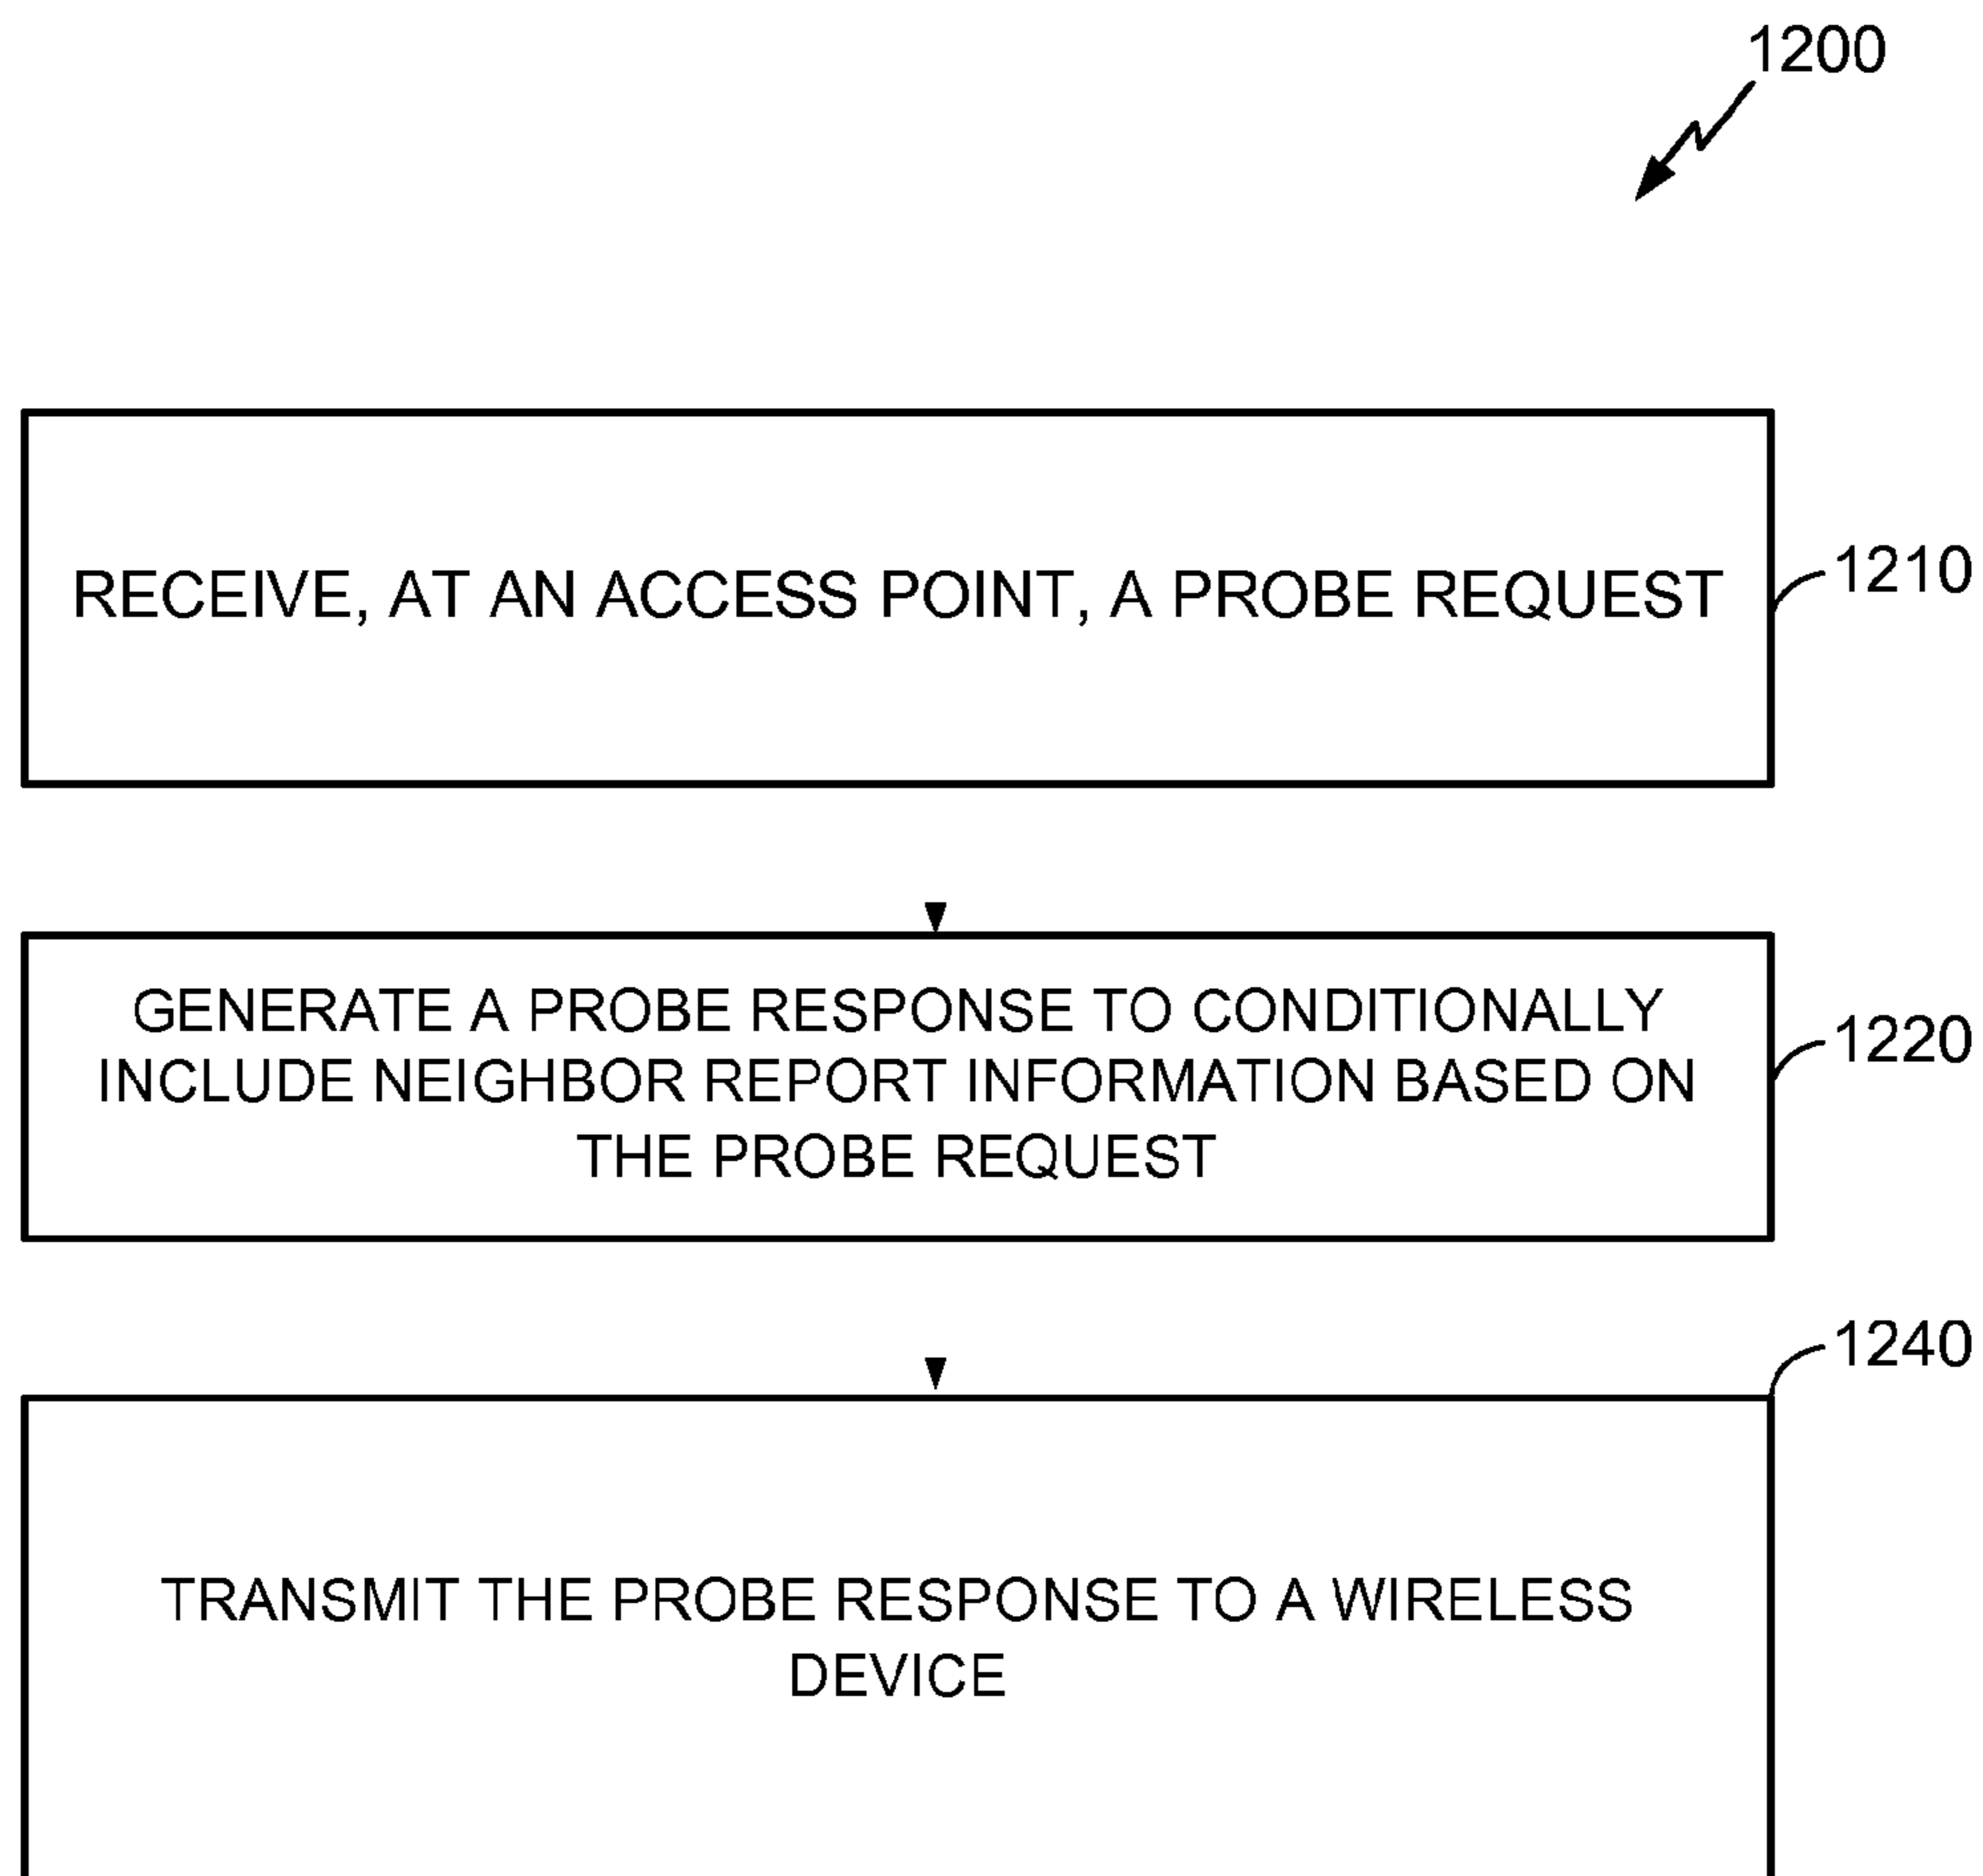 1200
RECEIVE, AT AN ACCESS POINT, A PROBE REQUEST
1210
GENERATE A PROBE RESPONSE TO CONDITIONALLY
INCLUDE NEIGHBOR REPORT INFORMATION BASED ON
THE PROBE REQUEST
1220
1240
TRANSMIT THE PROBE RESPONSE TO A WIRELESS
DEVICE